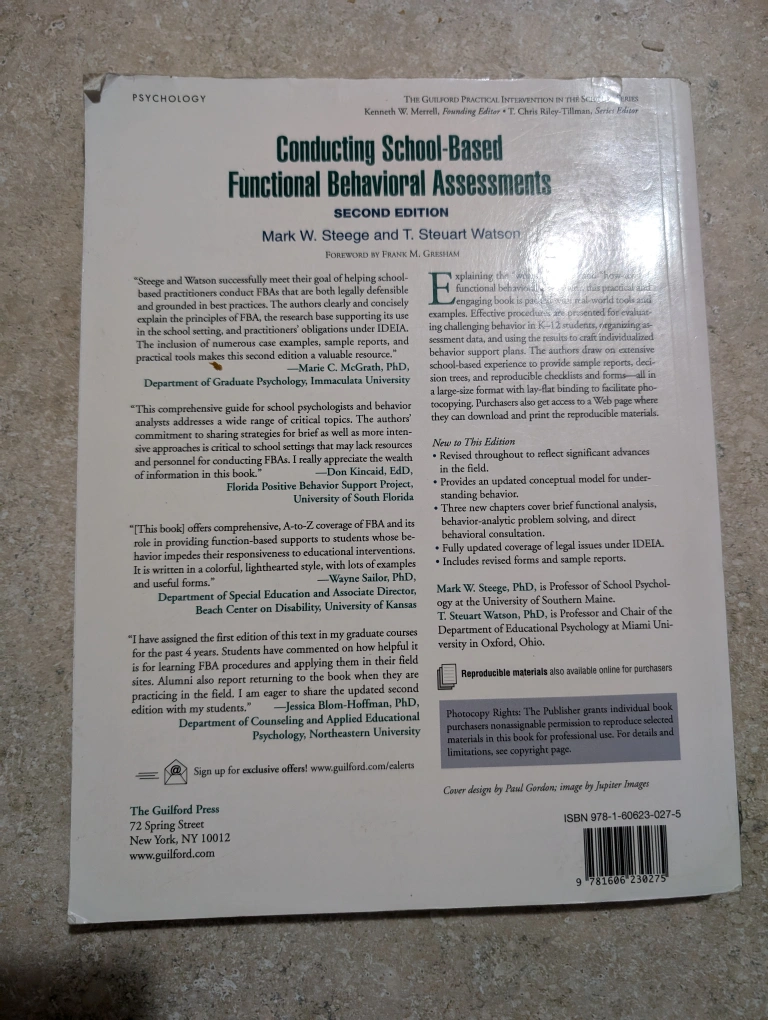 PSYCHOLOGY
THE GUILFORD PRACTICAL INTERVENTION IN THE SERIES
Kenneth W. Merrell, Founding Editor • T. Chris Riley-Tillman, Series Editor
Conducting School-Based
Functional Behavioral Assessments
SECOND EDITION
Mark W. Steege and T. Steuart Watson
FOREWORD BY FRANK M. GRESHAM
"Steege and Watson successfully meet their goal of helping school-
based practitioners conduct FBAs that are both legally defensible
and grounded in best practices. The authors clearly and concisely
explain the principles of FBA, the research base supporting its use
in the school setting, and practitioners' obligations under IDEIA.
The inclusion of numerous case examples, sample reports, and
practical tools makes this second edition a valuable resource."
—Marie C. McGrath, PhD,
Department of Graduate Psychology, Immaculata University
"This comprehensive guide for school psychologists and behavior
analysts addresses a wide range of critical topics. The authors'
commitment to sharing strategies for brief as well as more inten-
sive approaches is critical to school settings that may lack resources
and personnel for conducting FBAs. I really appreciate the wealth
of information in this book." —Don Kincaid, EdD,
Florida Positive Behavior Support Project,
University of South Florida
"[This book] offers comprehensive, A-to-Z coverage of FBA and its
role in providing function-based supports to students whose be-
havior impedes their responsiveness to educational interventions.
It is written in a colorful, lighthearted style, with lots of examples
and useful forms." —Wayne Sailor, PhD,
Department of Special Education and Associate Director,
Beach Center on Disability, University of Kansas
"I have assigned the first edition of this text in my graduate courses
for the past 4 years. Students have commented on how helpful it
is for learning FBA procedures and applying them in their field
sites. Alumni also report returning to the book when they are
practicing in the field. I am eager to share the updated second
edition with my students." —Jessica Blom-Hoffman, PhD,
Department of Counseling and Applied Educational
Psychology, Northeastern University
@ Sign up for exclusive offers! www.guilford.com/ealerts
The Guilford Press
72 Spring Street
New York, NY 10012
www.guilford.com
Explaining the and
functional this practical and
engaging book is real-world tools and
examples. Effective procedures are presented for evaluat-
ing challenging behavior in K–12 students, organizing as-
sessment data, and using the results to craft individualized
behavior support plans. The authors draw on extensive
school-based experience to provide sample reports, deci-
sion trees, and reproducible checklists and forms—all in
a large-size format with lay-flat binding to facilitate pho-
tocopying. Purchasers also get access to a Web page where
they can download and print the reproducible materials.
New to This Edition
• Revised throughout to reflect significant advances
in the field.
• Provides an updated conceptual model for under-
standing behavior.
• Three new chapters cover brief functional analysis,
behavior-analytic problem solving, and direct
behavioral consultation.
• Fully updated coverage of legal issues under IDEIA.
• Includes revised forms and sample reports.
Mark W. Steege, PhD, is Professor of School Psychol-
ogy at the University of Southern Maine.
T. Steuart Watson, PhD, is Professor and Chair of the
Department of Educational Psychology at Miami Uni-
versity in Oxford, Ohio.
Reproducible materials also available online for purchasers
Photocopy Rights: The Publisher grants individual book
purchasers nonassignable permission to reproduce selected
materials in this book for professional use. For details and
limitations, see copyright page.
Cover design by Paul Gordon; image by Jupiter Images
ISBN 978-1-60623-027-5
9 781606 230275